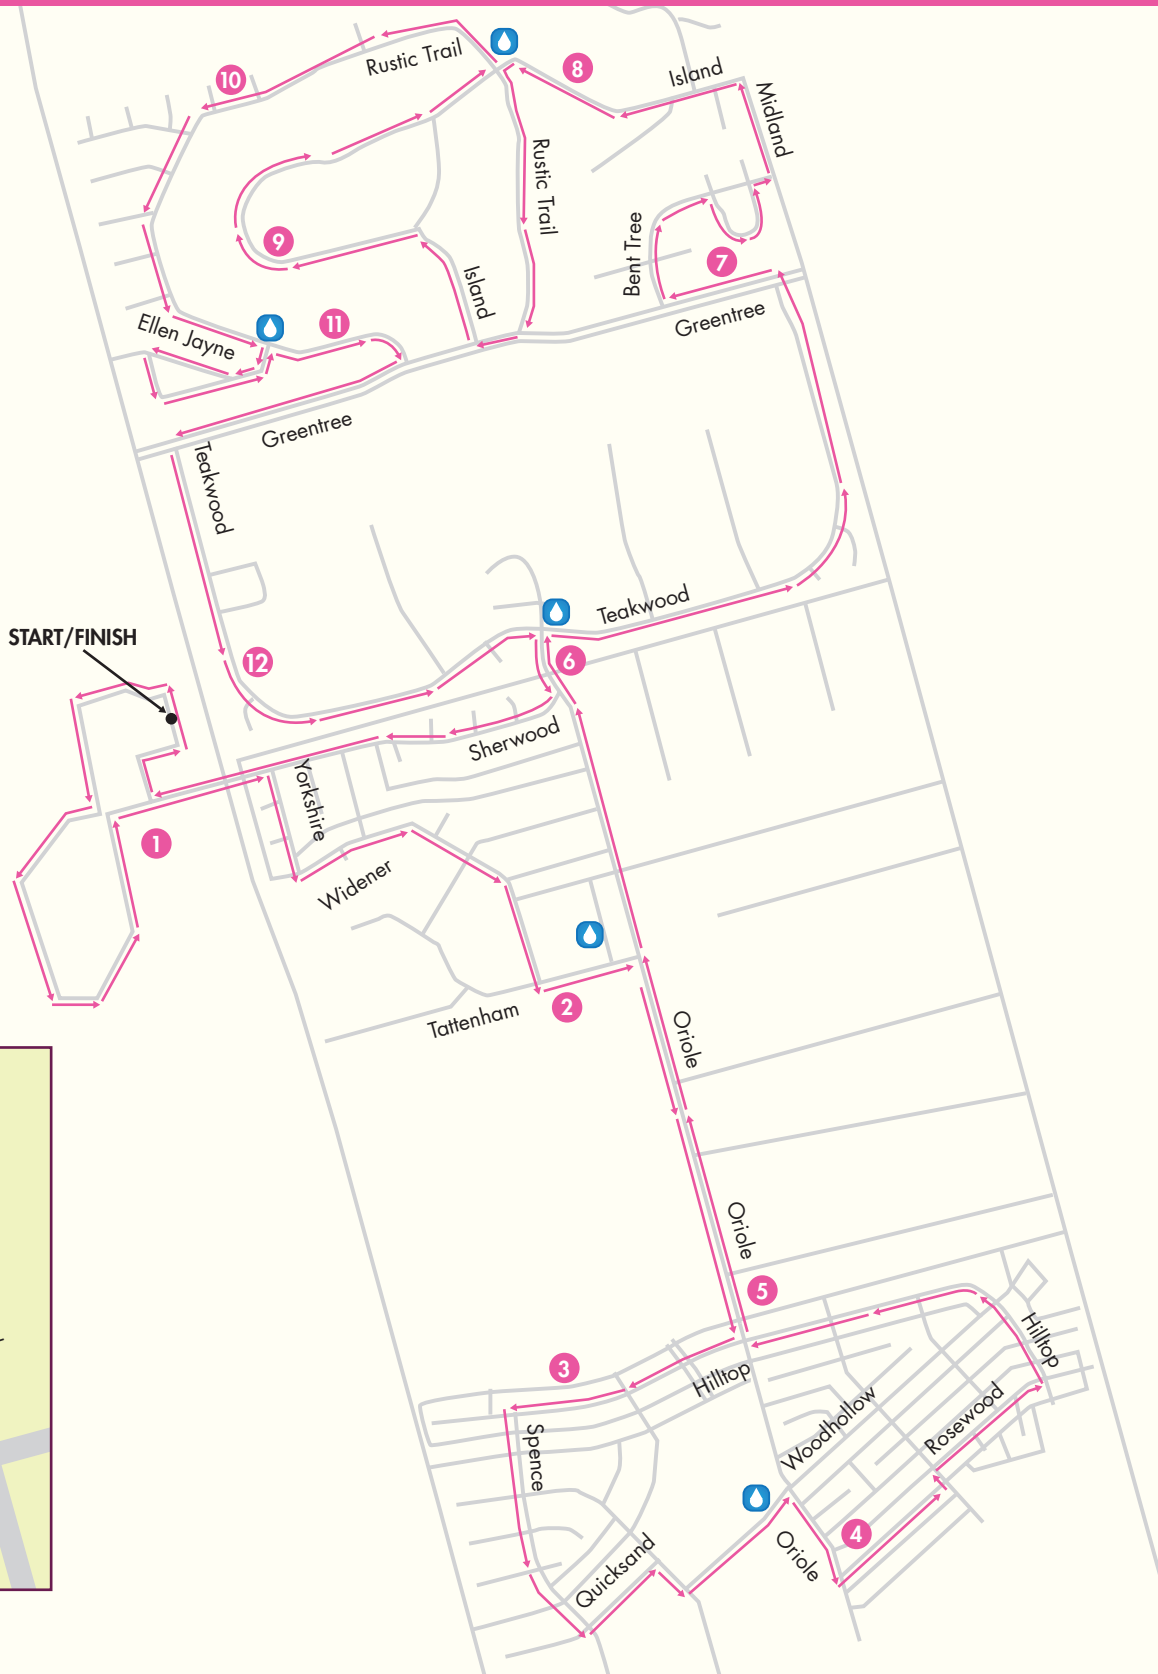 Rustic Trail
10
8
Island
Midland
Rustic Trail
Bent Tree
9
7
Island
Greentree
Ellen Jayne
11
Greentree
Teakwood
Teakwood
START/FINISH
12
6
Sherwood
Yorkshire
1
Widener
2
Tattenham
Oriole
Oriole
5
Hilltop
3
Hilltop
Woodhollow
Rosewood
Spence
4
Oriole
Quicksand